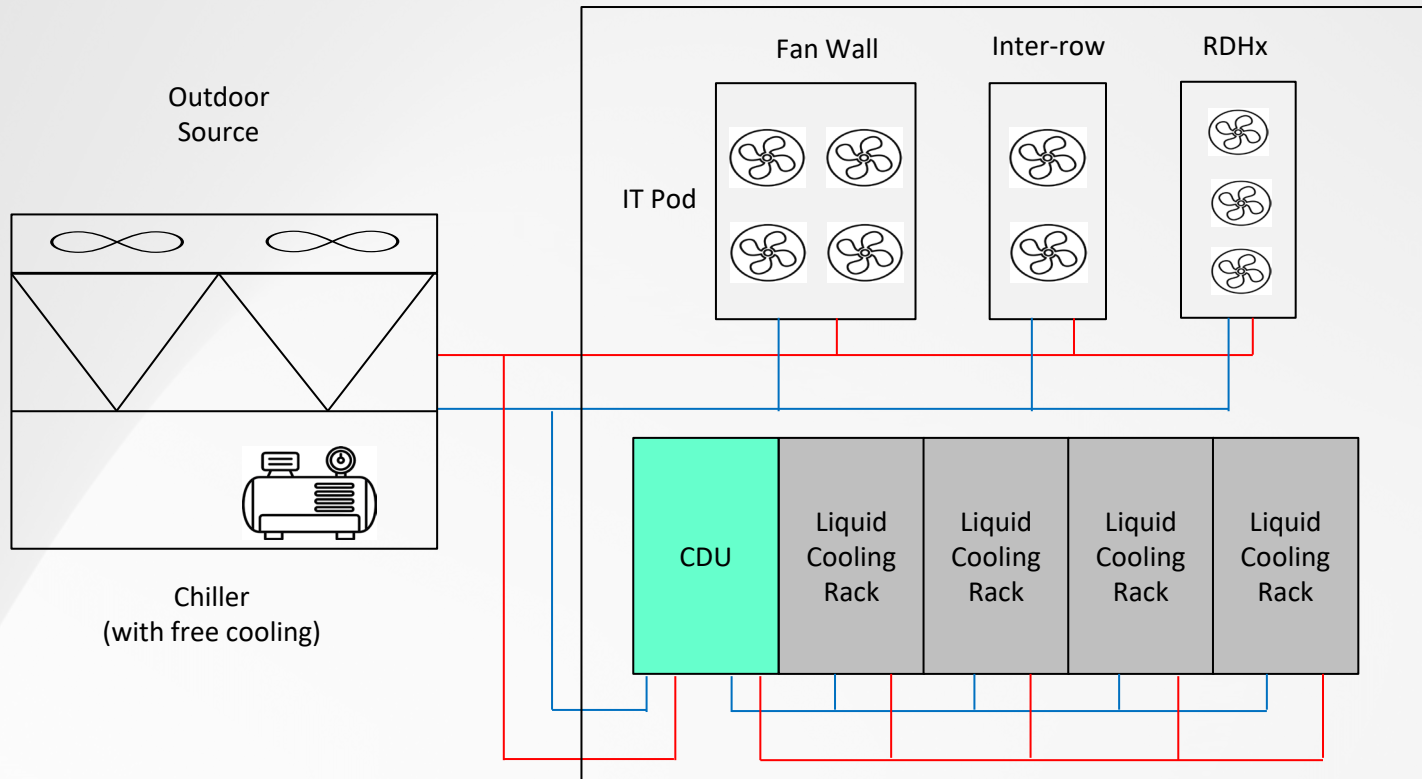 Outdoor
Source
Chiller
(with free cooling)
Fan Wall
Inter-row
RDHx
IT Pod
CDU
Liquid
Cooling
Rack
Liquid
Cooling
Rack
Liquid
Cooling
Rack
Liquid
Cooling
Rack